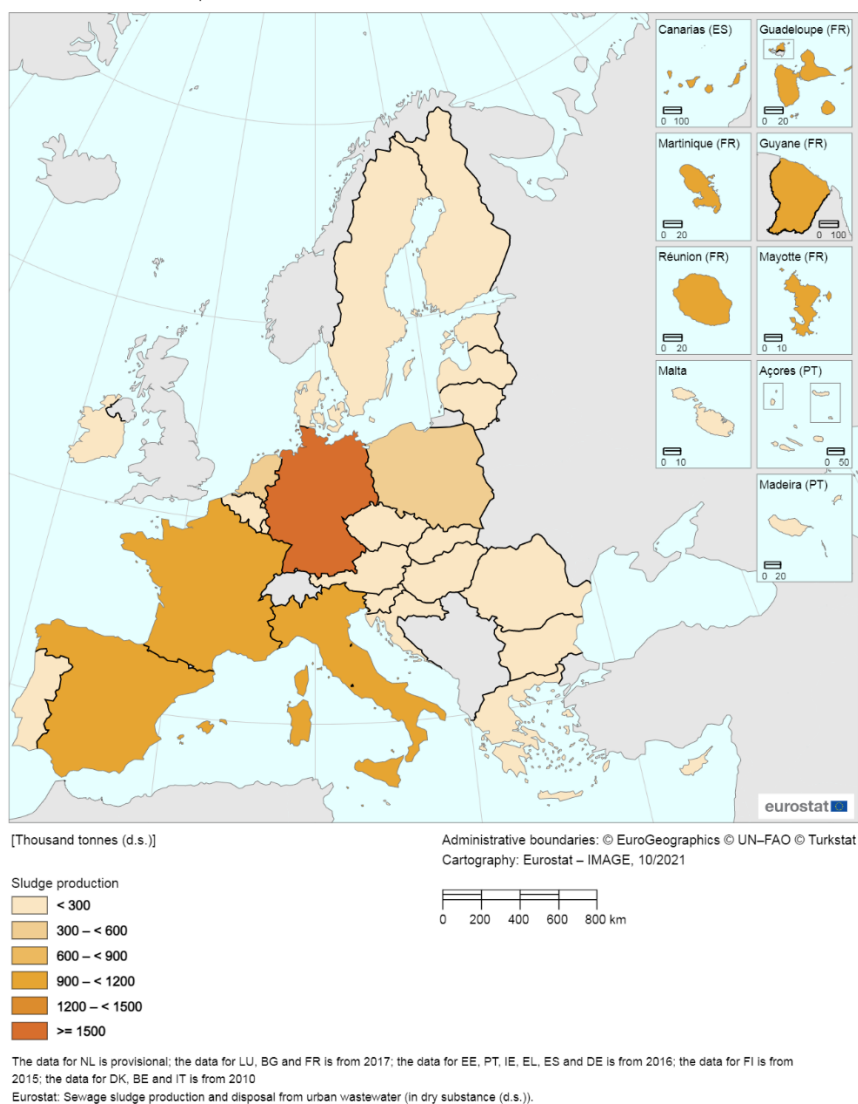 Canarias (ES)
0 100
Guadeloupe (FR)
0 20
Martinique (FR)
0 20
Guyane (FR)
0 100
Réunion (FR)
0 20
Mayotte (FR)
0 10
Malta
0 10
Açores (PT)
0 50
Madeira (PT)
0 20
eurostat
[Thousand tonnes (d.s.)]
Administrative boundaries: © EuroGeographics © UN–FAO © Turkstat
Cartography: Eurostat – IMAGE, 10/2021
0 200 400 600 800 km
Sludge production
< 300
300 – < 600
600 – < 900
900 – < 1200
1200 – < 1500
>= 1500
The data for NL is provisional; the data for LU, BG and FR is from 2017; the data for EE, PT, IE, EL, ES and DE is from 2016; the data for FI is from
2015; the data for DK, BE and IT is from 2010
Eurostat: Sewage sludge production and disposal from urban wastewater (in dry substance (d.s.)).